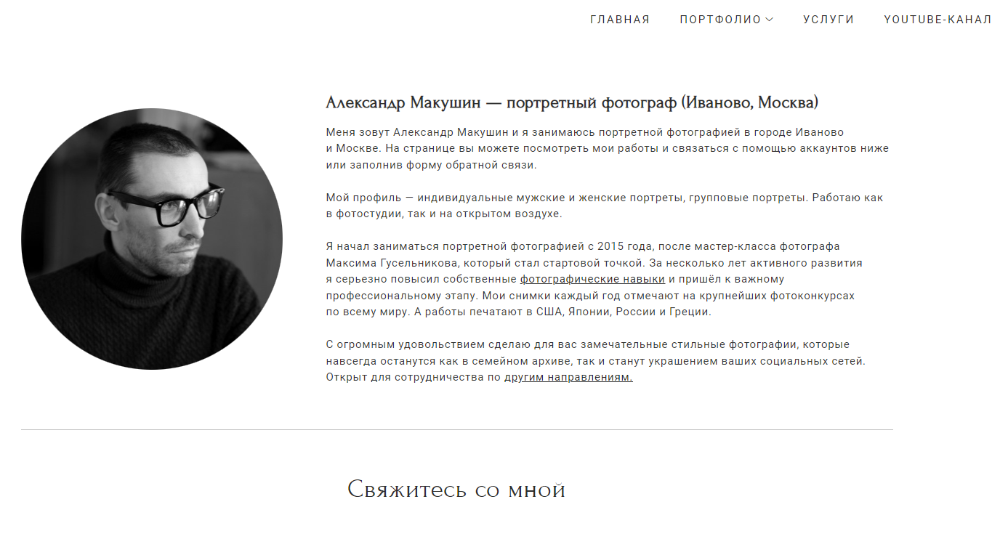 ГЛАВНАЯ ПОРТФОЛИО УСЛУГИ YOUTUBE-КАНАЛ
Александр Макушин — портретный фотограф (Иваново, Москва)
Меня зовут Александр Макушин и я занимаюсь портретной фотографией в городе Иваново
и Москве. На странице вы можете посмотреть мои работы и связаться с помощью аккаунтов ниже
или заполнив форму обратной связи.
Мой профиль — индивидуальные мужские и женские портреты, групповые портреты. Работаю как
в фотостудии, так и на открытом воздухе.
Я начал заниматься портретной фотографией с 2015 года, после мастер-класса фотографа
Максима Гусельникова, который стал стартовой точкой. За несколько лет активного развития
я серьезно повысил собственные фотографические навыки и пришёл к важному
профессиональному этапу. Мои снимки каждый год отмечают на крупнейших фотоконкурсах
по всему миру. А работы печатают в США, Японии, России и Греции.
С огромным удовольствием сделаю для вас замечательные стильные фотографии, которые
навсегда останутся как в семейном архиве, так и станут украшением ваших социальных сетей.
Открыт для сотрудничества по другим направлениям.
Свяжитесь со мной